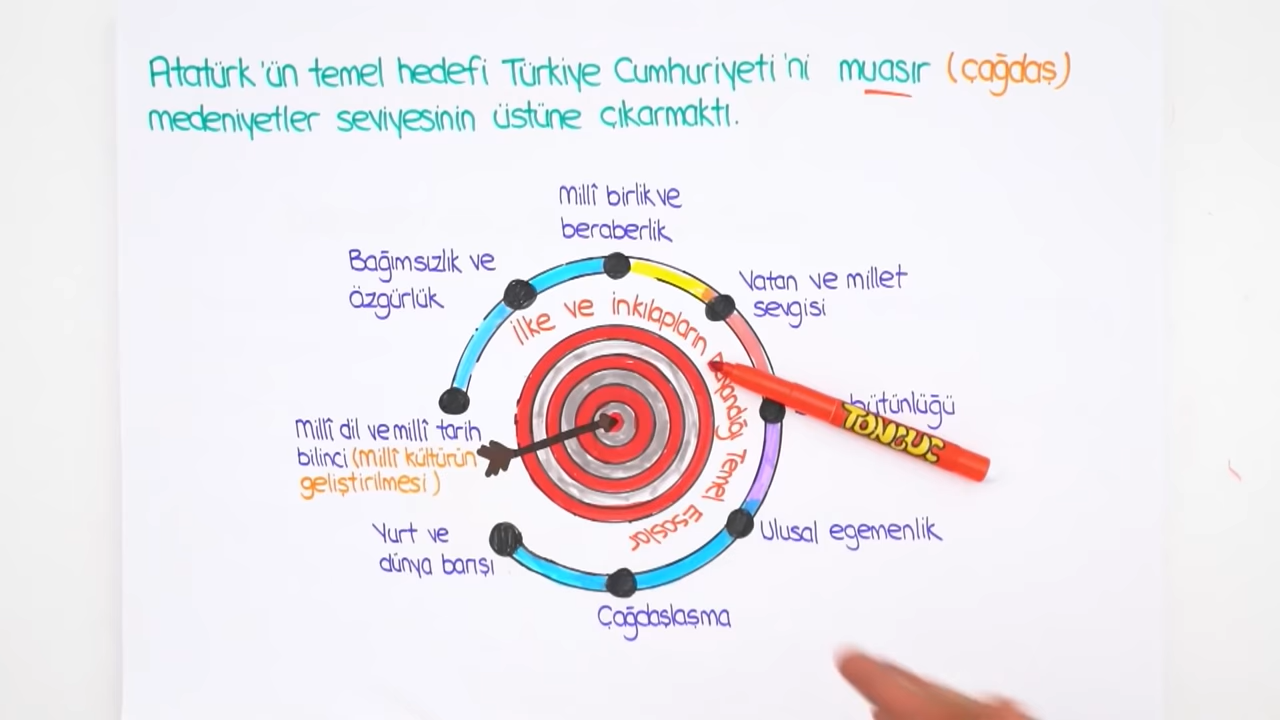 Atatürk'ün temel hedefi Türkiye Cumhuriyeti'ni muasır (çağdaş)
medeniyetler seviyesinin üstüne çıkarmaktı.
Millî birlik ve
beraberlik
Bağımsızlık ve
özgürlük
Vatan ve millet
sevgisi
İlke ve inkılapların Dayandığı Temel Esaslar
bütünlüğü
TONGUÇ
Millî dil ve millî tarih
bilinci (millî kültürün
geliştirilmesi)
Yurt ve
dünya barışı
Ulusal egemenlik
Çağdaşlaşma